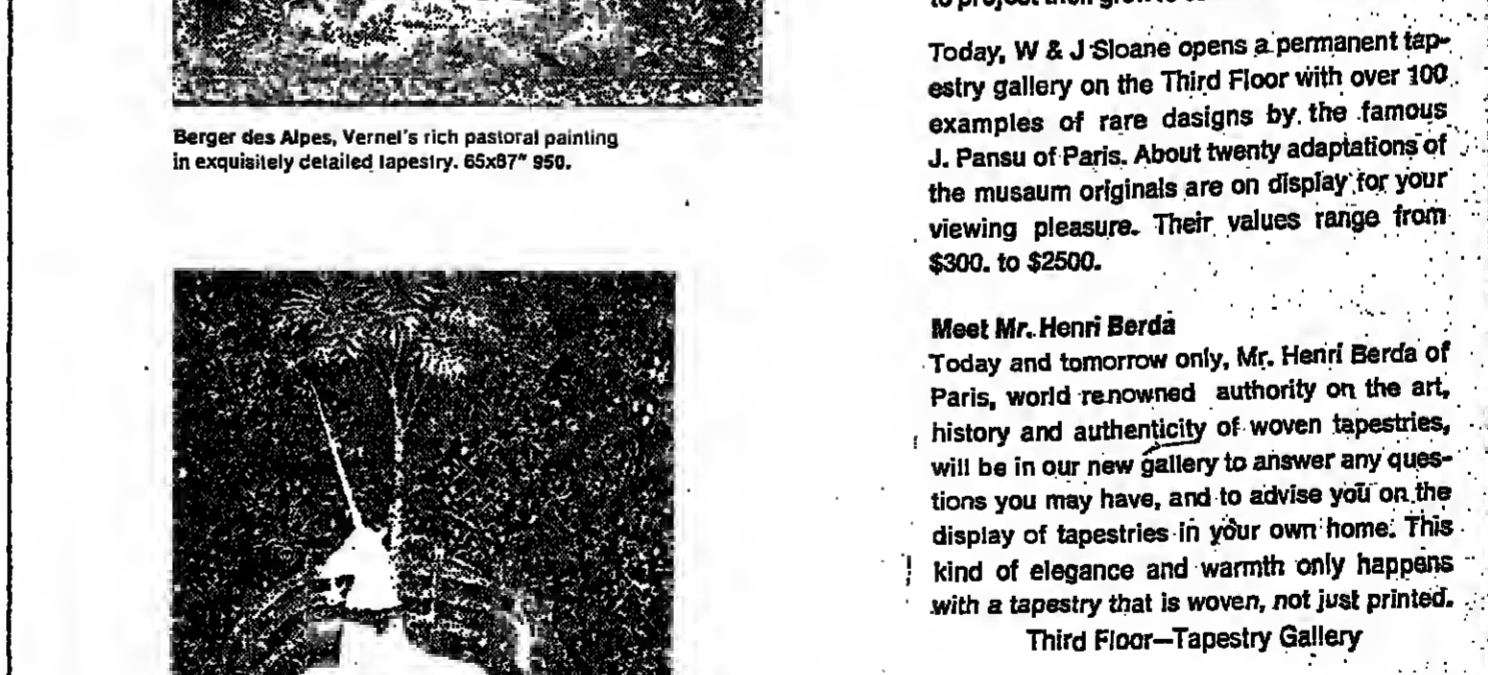 Berger des Alpes, Vernel's rich pastoral painting
in exquisitely detailed tapestry. 65x87" 950.
Today, W & J Sloane opens a permanent tap-
estry gallery on the Third Floor with over 100
examples of rare dasigns by the famous
J. Pansu of Paris. About twenty adaptations of
the musaum originals are on display for your
viewing pleasure. Their values range from
$300. to $2500.
Meet Mr. Henri Berda
Today and tomorrow only, Mr. Henri Berda of
Paris, world renowned authority on the art,
history and authenticity of woven tapestries,
will be in our new gallery to answer any ques-
tions you may have, and to advise you on the
display of tapestries in your own home. This
kind of elegance and warmth only happens
with a tapestry that is woven, not just printed.
Third Floor—Tapestry Gallery